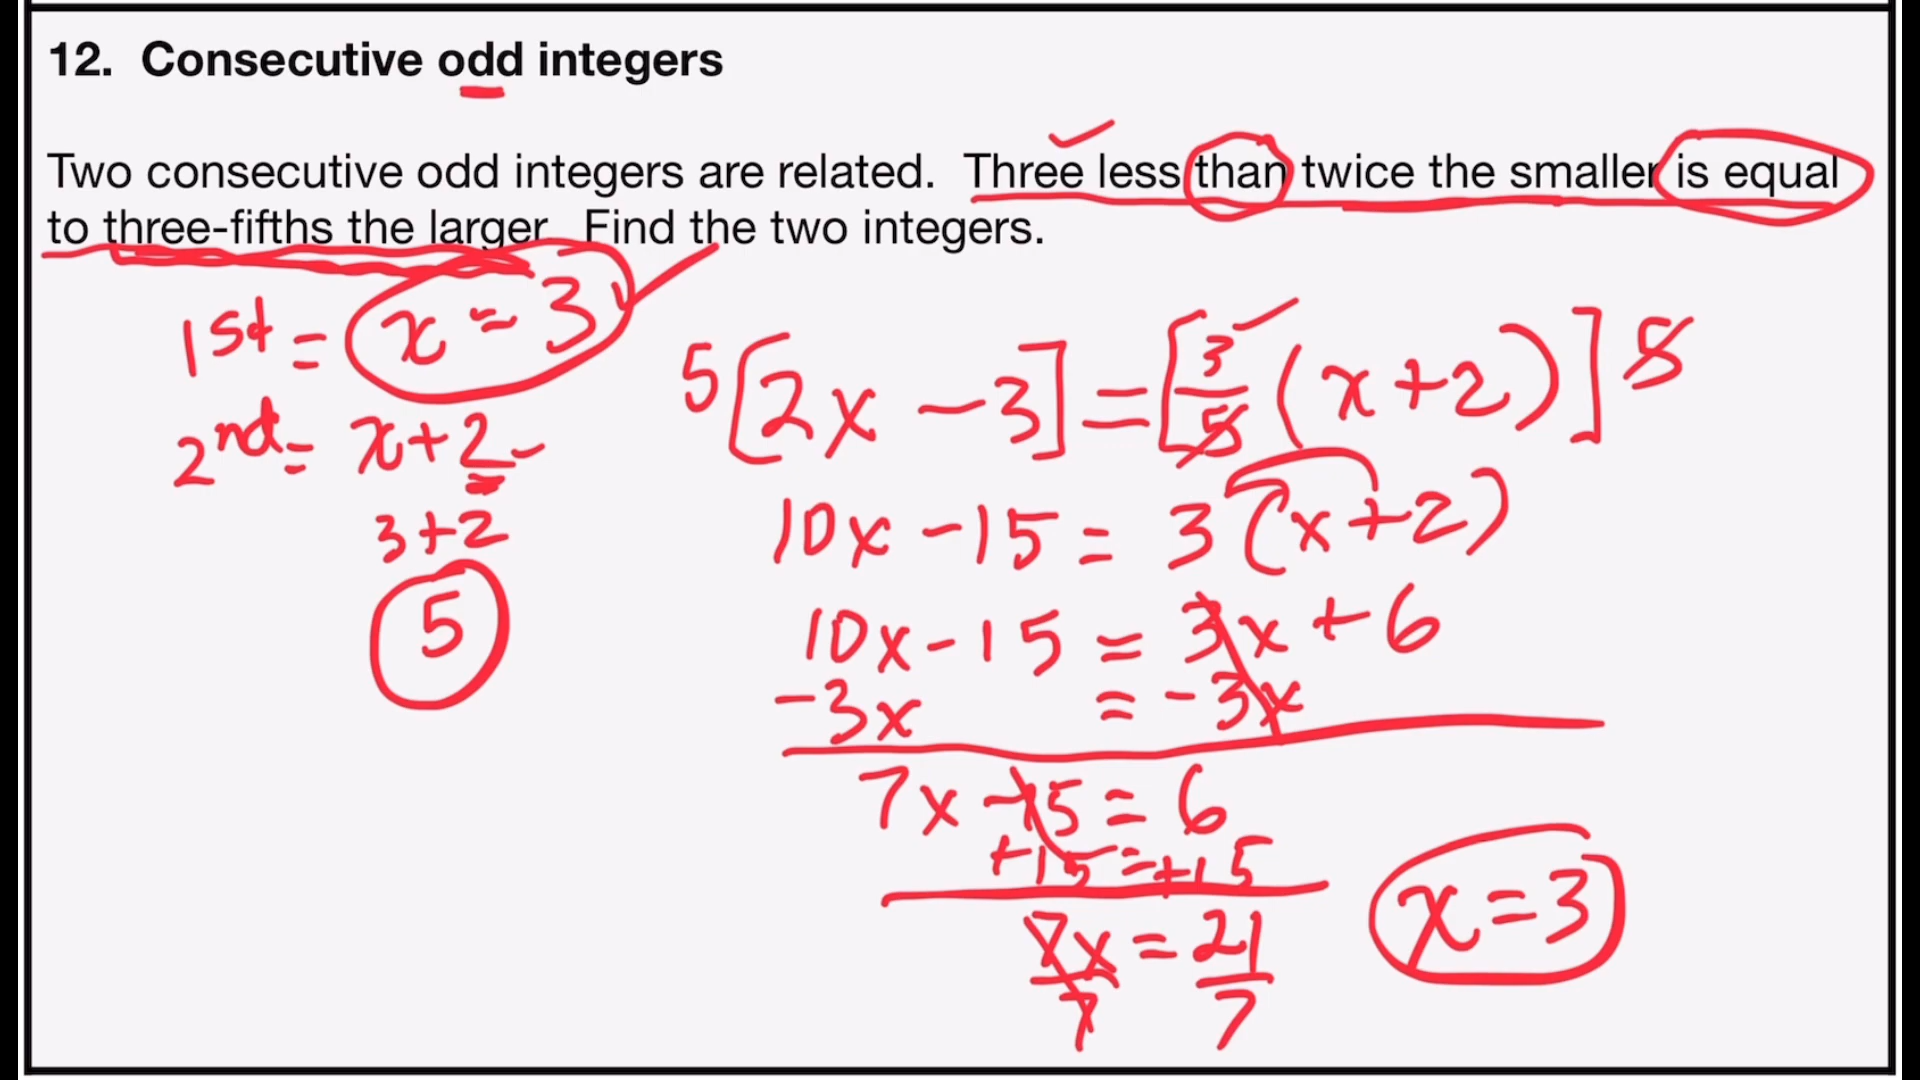 12. Consecutive odd integers
Two consecutive odd integers are related. Three less than twice the smaller is equal
to three-fifths the larger. Find the two integers.
1st = x = 3
2nd = x+2
3+2
5
5[2x - 3] = [3/5 (x+2)] 5
10x - 15 = 3(x+2)
10x - 15 = 3x + 6
-3x = -3x
7x - 15 = 6
+15 = +15
7x/7 = 21/7
x = 3